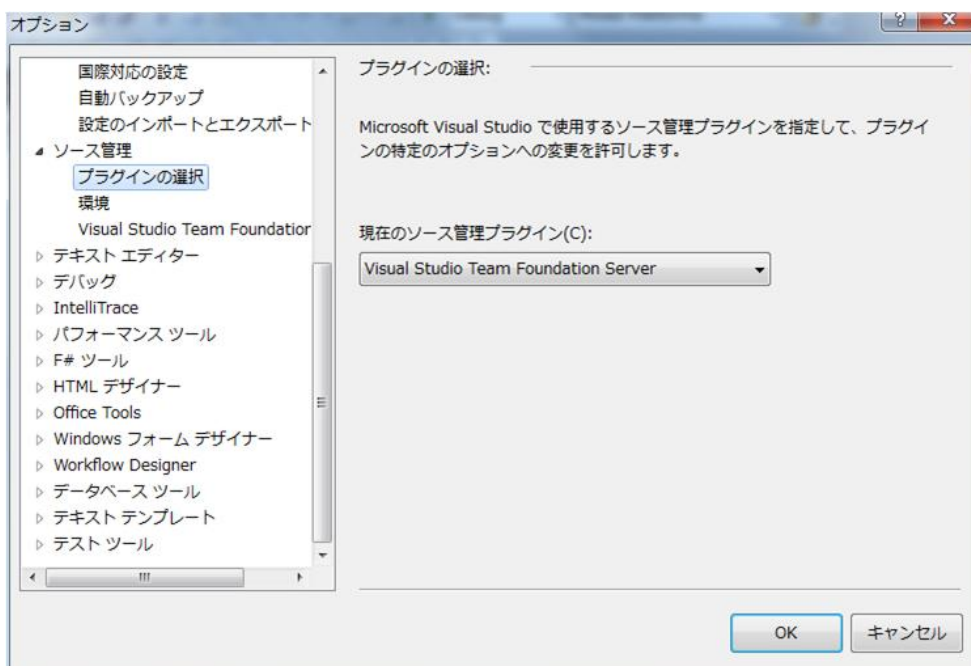 オプション
国際対応の設定
自動バックアップ
設定のインポートとエクスポート
ソース管理
プラグインの選択
環境
Visual Studio Team Foundation
テキスト エディター
デバッグ
IntelliTrace
パフォーマンス ツール
F# ツール
HTML デザイナー
Office Tools
Windows フォーム デザイナー
Workflow Designer
データベース ツール
テキスト テンプレート
テスト ツール
プラグインの選択:
Microsoft Visual Studio で使用するソース管理プラグインを指定して、プラグイ
ンの特定のオプションへの変更を許可します。
現在のソース管理プラグイン(C):
Visual Studio Team Foundation Server
OK
キャンセル